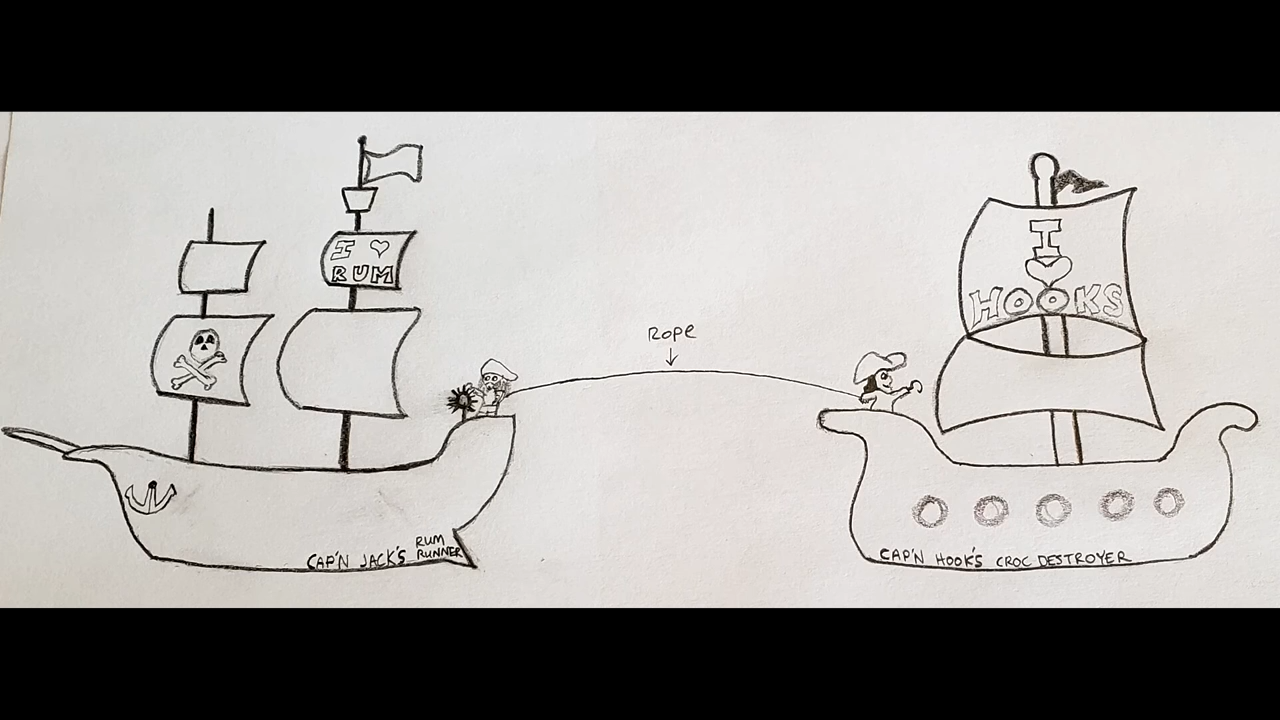 I ♡
RUM
Rope
I
♡
HOOKS
CAP'N JACK'S RUM RUNNER
CAP'N HOOK'S CROC DESTROYER